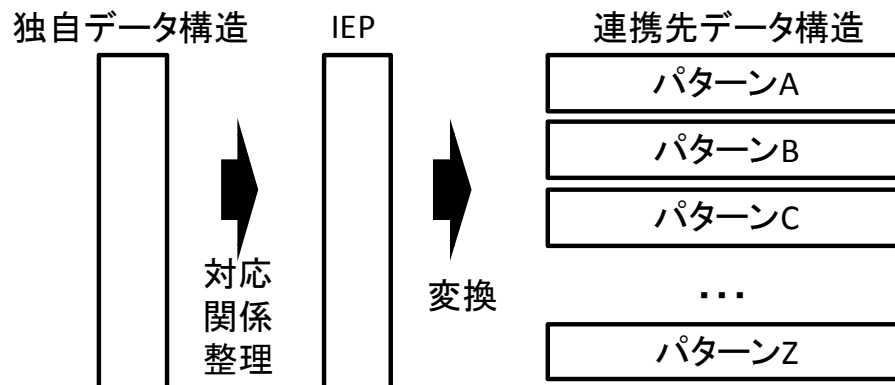 独自データ構造
IEP
連携先データ構造
パターンA
パターンB
パターンC
対応
関係
整理
変換
・・・
パターンZ